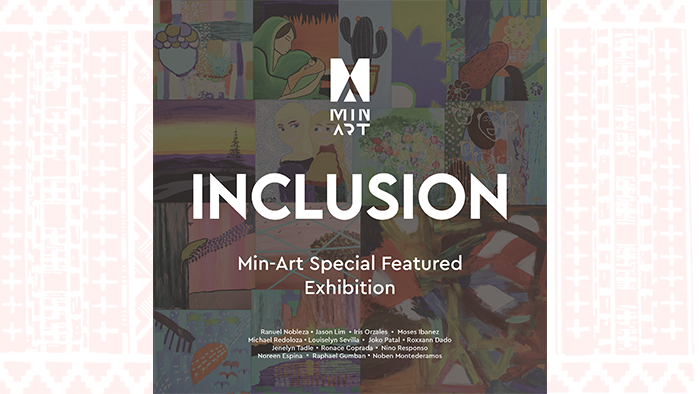 MIN
ART
INCLUSION
Min-Art Special Featured
Exhibition
Ranuel Nobleza • Jason Lim • Iris Orzales • Moses Ibanez
Michael Redoloza • Louiselyn Sevilla • Joko Patal • Roxxann Dado
Jenelyn Tadle • Ronace Coprada • Nino Responso
Noreen Espina • Raphael Gumban • Noben Montederamos